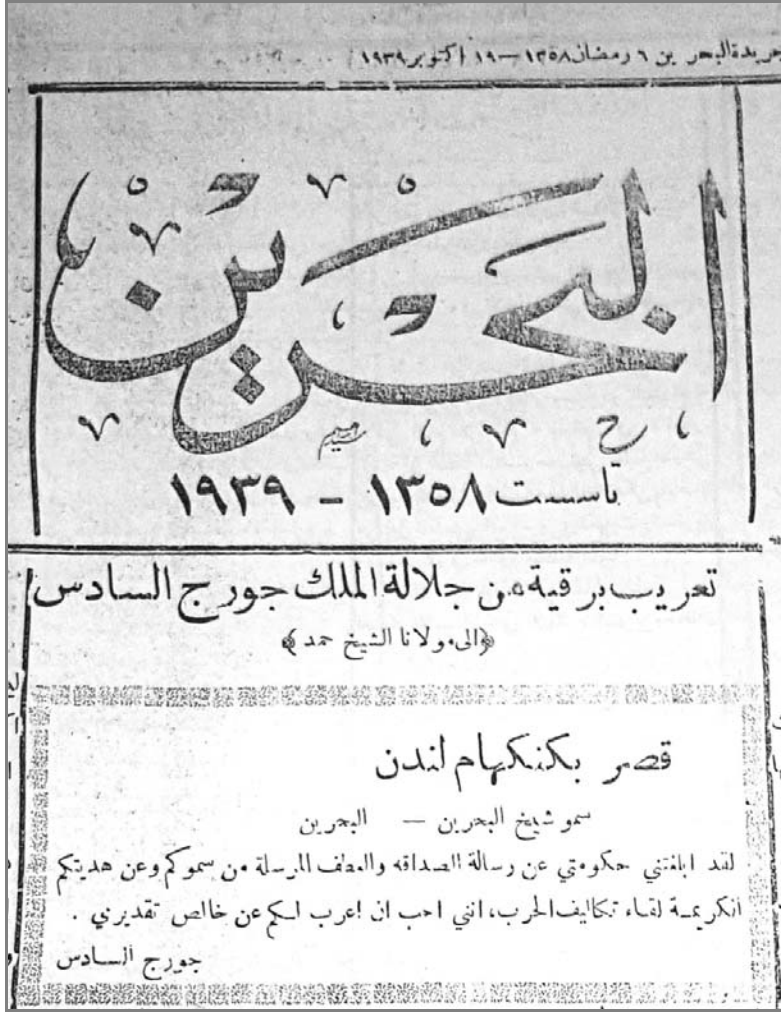 جريدة البحرين ٦ رمضان ١٣٥٨ — ١٩ اكتوبر ١٩٣٩
البحرين
تاسست ١٣٥٨ - ١٩٣٩
تعريب برقية من جلالة الملك جورج السادس
﴿الى مولانا الشيخ حمد﴾
قصر بكنكهام لندن
سمو شيخ البحرين — البحرين
لقد ابلغتني حكومتي عن رسالة الصداقه والعطف المرسلة من سموكم وعن هديتكم
الكريمة لقاء تكاليف الحرب، انني احب ان اعرب لكم عن خالص تقديري .
جورج السادس